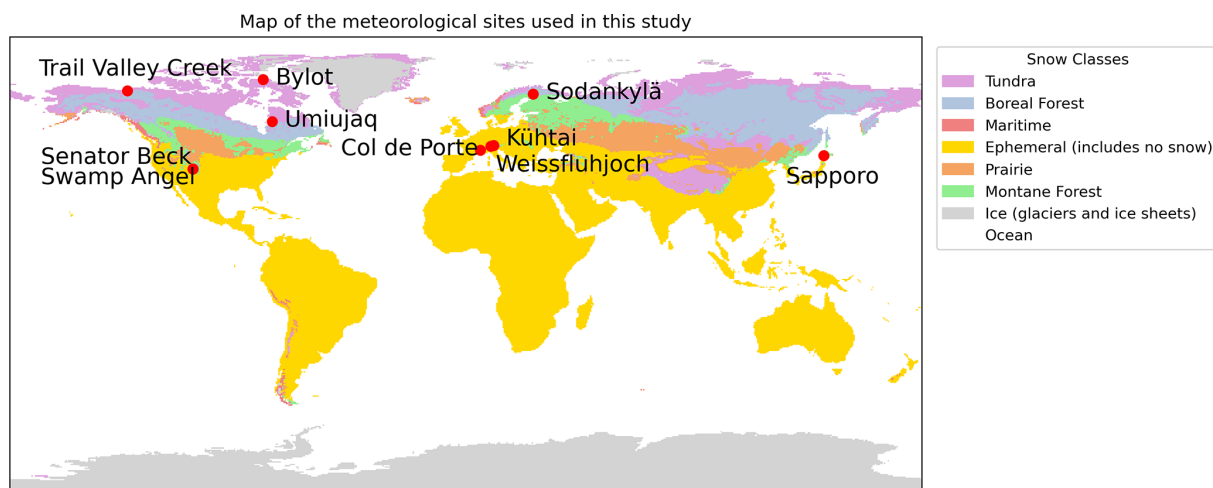 Map of the meteorological sites used in this study
Trail Valley Creek
Bylot
Umiujaq
Senator Beck
Swamp Angel
Sodankylä
Col de Porte
Kühtai
Weissfluhjoch
Sapporo
Snow Classes
Tundra
Boreal Forest
Maritime
Ephemeral (includes no snow)
Prairie
Montane Forest
Ice (glaciers and ice sheets)
Ocean